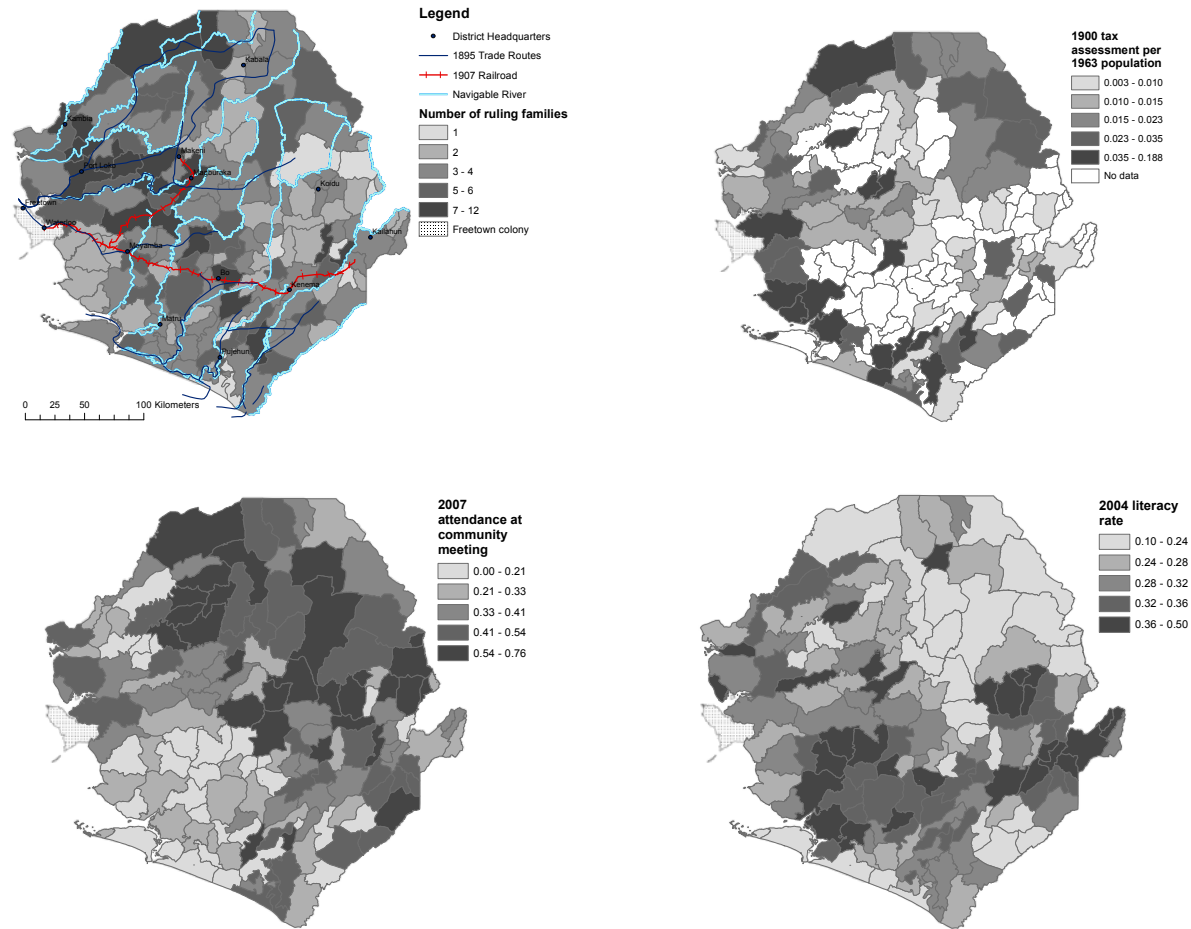 Legend
District Headquarters
1895 Trade Routes
1907 Railroad
Navigable River
Number of ruling families
1
2
3 - 4
5 - 6
7 - 12
Freetown colony
Kabala
Kambia
Makeni
Port Loko
Magburaka
Koidu
Freetown
Waterloo
Moyamba
Kailahun
Bo
Kenema
Matru
Pujehun
0 25 50 100 Kilometers
1900 tax
assessment per
1963 population
0.003 - 0.010
0.010 - 0.015
0.015 - 0.023
0.023 - 0.035
0.035 - 0.188
No data
2007
attendance at
community
meeting
0.00 - 0.21
0.21 - 0.33
0.33 - 0.41
0.41 - 0.54
0.54 - 0.76
2004 literacy
rate
0.10 - 0.24
0.24 - 0.28
0.28 - 0.32
0.32 - 0.36
0.36 - 0.50